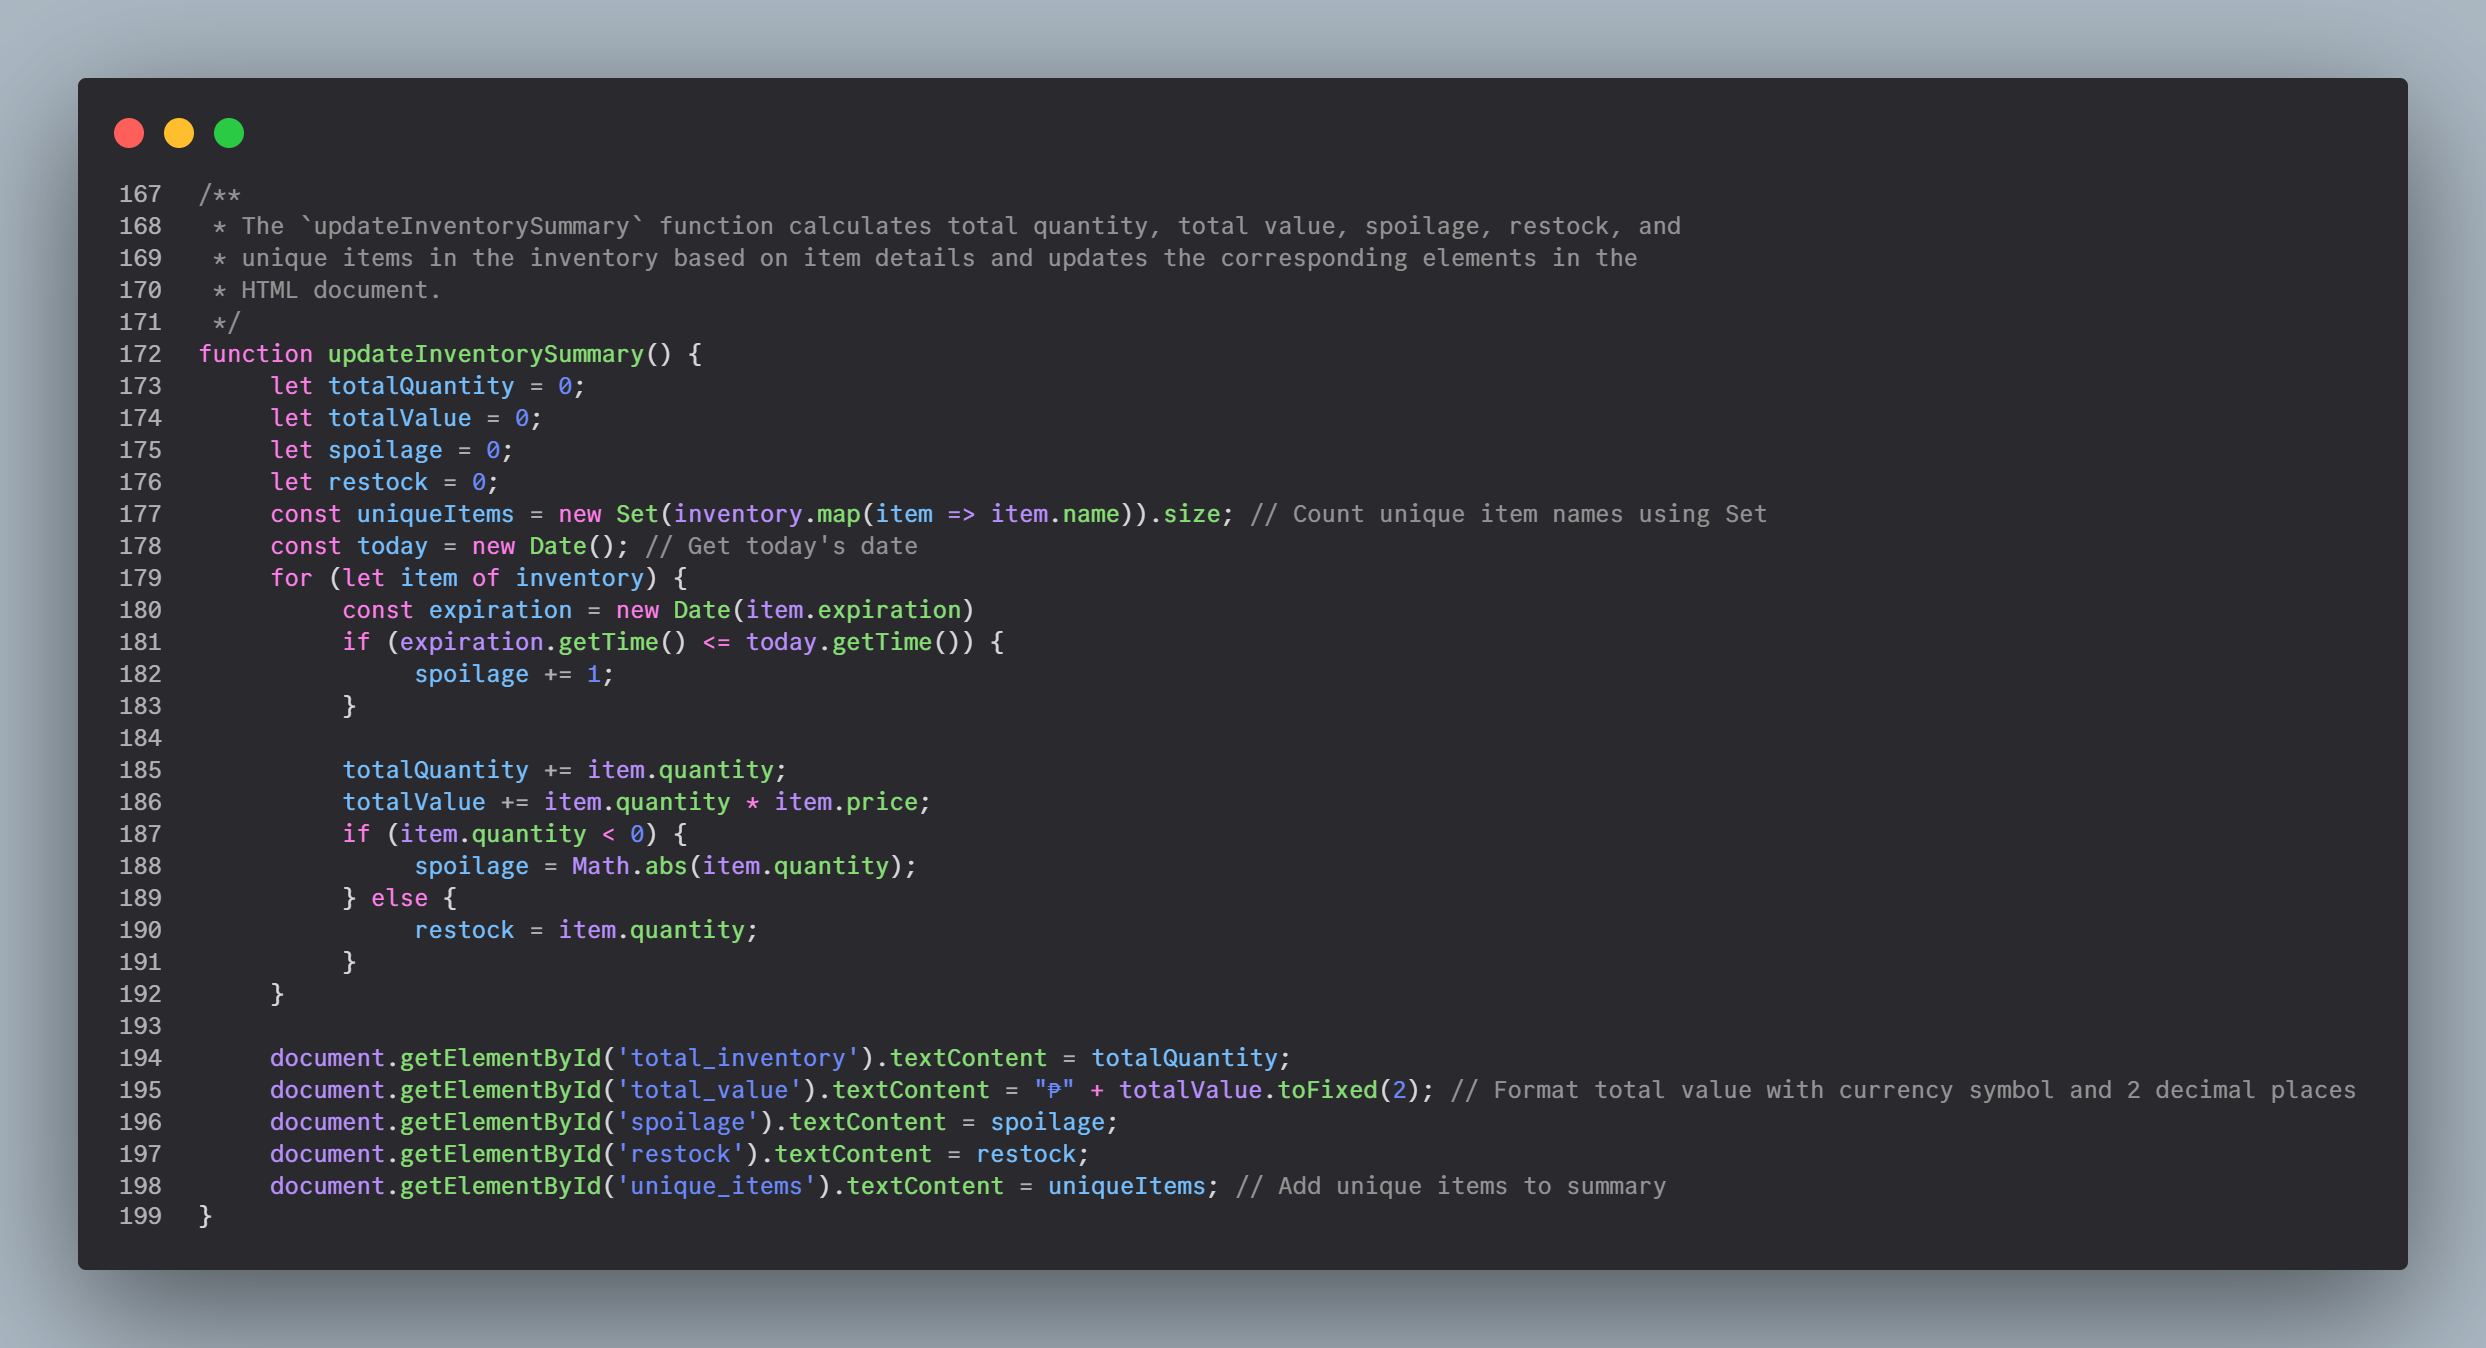 167 /**
168  * The `updateInventorySummary` function calculates total quantity, total value, spoilage, restock, and
169  * unique items in the inventory based on item details and updates the corresponding elements in the
170  * HTML document.
171  */
172 function updateInventorySummary() {
173      let totalQuantity = 0;
174      let totalValue = 0;
175      let spoilage = 0;
176      let restock = 0;
177      const uniqueItems = new Set(inventory.map(item => item.name)).size; // Count unique item names using Set
178      const today = new Date(); // Get today's date
179      for (let item of inventory) {
180           const expiration = new Date(item.expiration)
181           if (expiration.getTime() <= today.getTime()) {
182                spoilage += 1;
183           }
184
185           totalQuantity += item.quantity;
186           totalValue += item.quantity * item.price;
187           if (item.quantity < 0) {
188                spoilage = Math.abs(item.quantity);
189           } else {
190                restock = item.quantity;
191           }
192      }
193
194      document.getElementById('total_inventory').textContent = totalQuantity;
195      document.getElementById('total_value').textContent = "₱" + totalValue.toFixed(2); // Format total value with currency symbol and 2 decimal places
196      document.getElementById('spoilage').textContent = spoilage;
197      document.getElementById('restock').textContent = restock;
198      document.getElementById('unique_items').textContent = uniqueItems; // Add unique items to summary
199 }